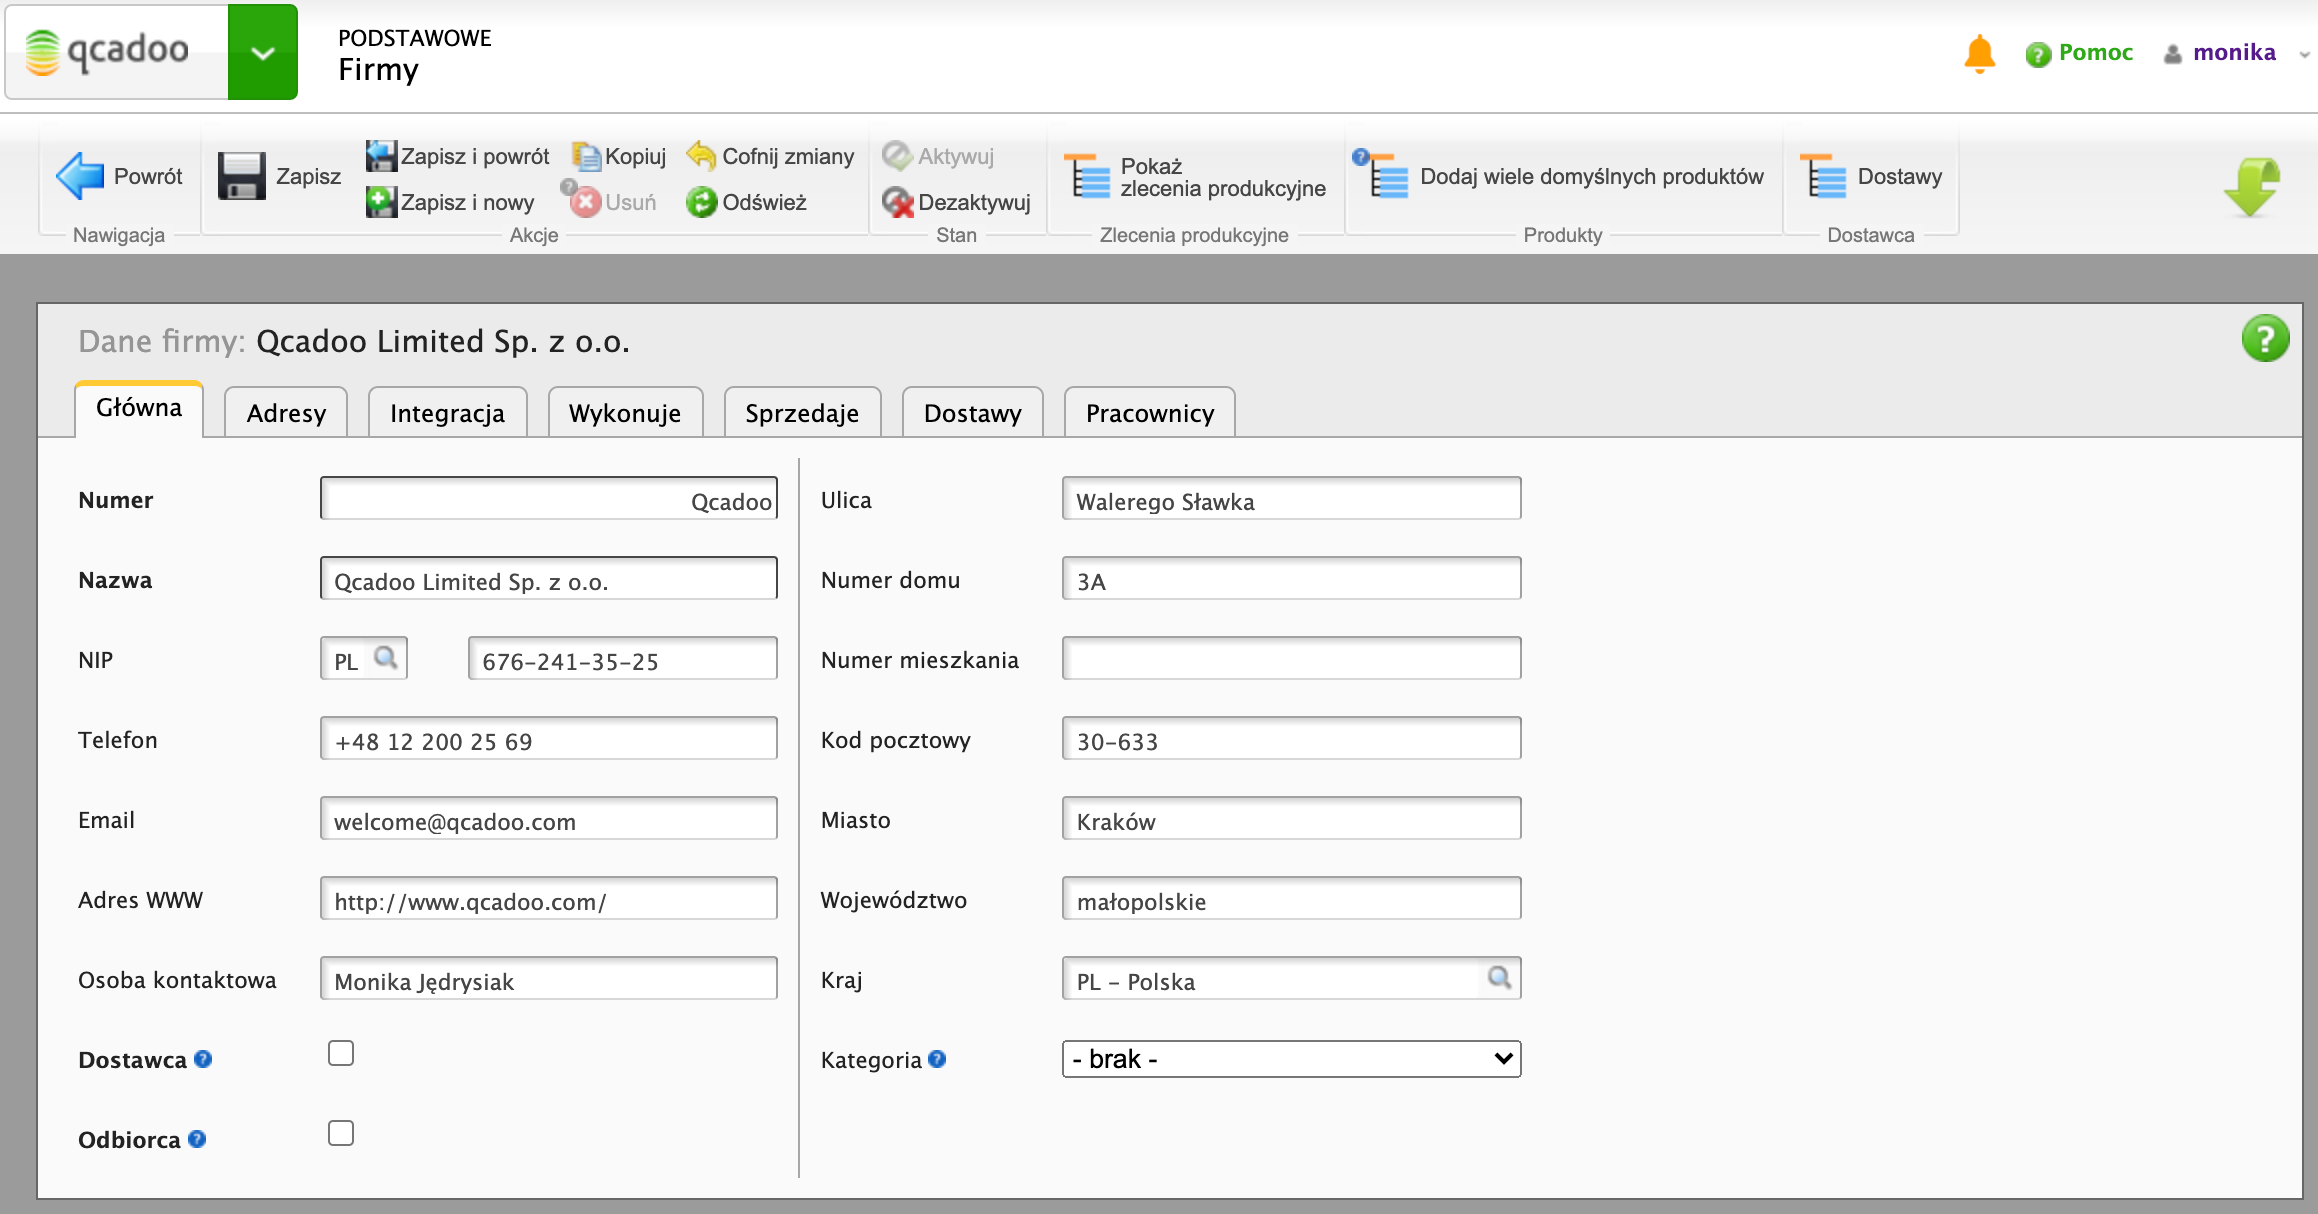 qcadoo
PODSTAWOWE
Firmy
Pomoc
monika
Powrót
Nawigacja
Zapisz
Zapisz i powrót
Kopiuj
Cofnij zmiany
Zapisz i nowy
Usuń
Odśwież
Akcje
Aktywuj
Dezaktywuj
Stan
Pokaż
zlecenia produkcyjne
Zlecenia produkcyjne
Dodaj wiele domyślnych produktów
Produkty
Dostawy
Dostawca
Dane firmy: Qcadoo Limited Sp. z o.o.
Główna
Adresy
Integracja
Wykonuje
Sprzedaje
Dostawy
Pracownicy
Numer
Qcadoo
Nazwa
Qcadoo Limited Sp. z o.o.
NIP
PL
676-241-35-25
Telefon
+48 12 200 25 69
Email
welcome@qcadoo.com
Adres WWW
http://www.qcadoo.com/
Osoba kontaktowa
Monika Jędrysiak
Dostawca
Odbiorca
Ulica
Walerego Sławka
Numer domu
3A
Numer mieszkania
Kod pocztowy
30-633
Miasto
Kraków
Województwo
małopolskie
Kraj
PL - Polska
Kategoria
- brak -